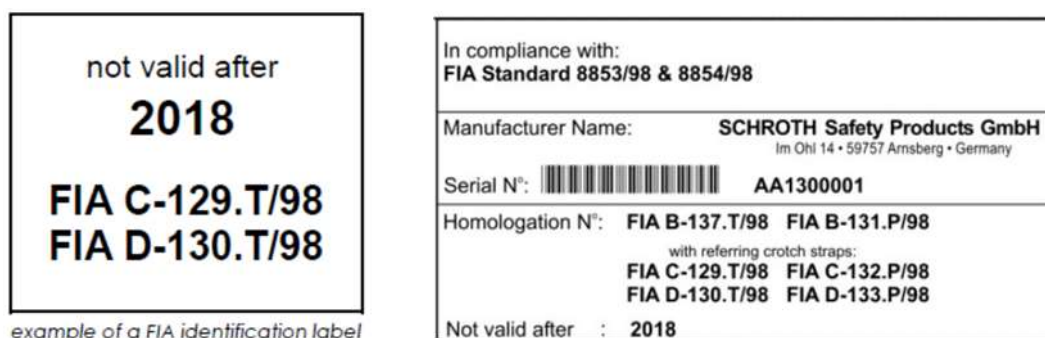 not valid after
2018
FIA C-129.T/98
FIA D-130.T/98
example of a FIA identification label
In compliance with:
FIA Standard 8853/98 & 8854/98
Manufacturer Name: SCHROTH Safety Products GmbH
Im Ohl 14 • 59757 Arnsberg • Germany
Serial N°: AA1300001
Homologation N°: FIA B-137.T/98 FIA B-131.P/98
with referring crotch straps:
FIA C-129.T/98 FIA C-132.P/98
FIA D-130.T/98 FIA D-133.P/98
Not valid after : 2018